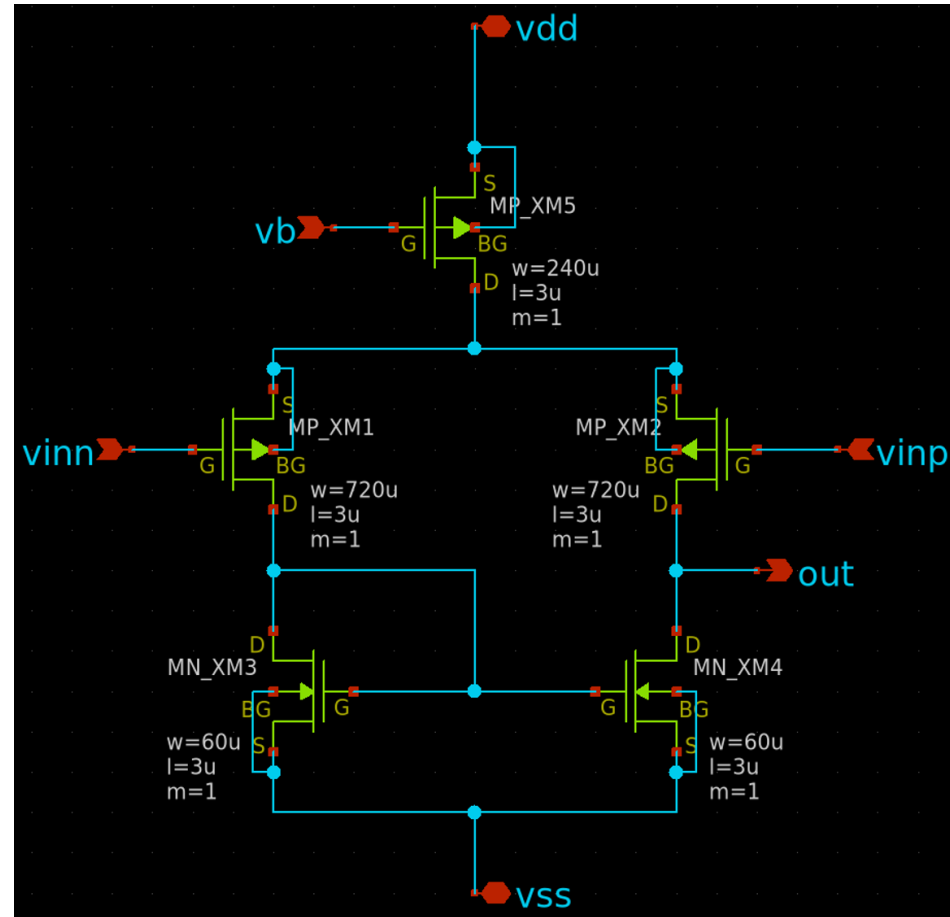 vdd
S
MP_XM5
vb
G
BG
w=240u
D
l=3u
m=1
S
MP_XM1
MP_XM2
S
vinn
G
BG
BG
G
vinp
w=720u
D
l=3u
m=1
w=720u
D
l=3u
m=1
out
D
MN_XM3
D
MN_XM4
BG
G
G
BG
w=60u
S
l=3u
m=1
S
w=60u
l=3u
m=1
vss